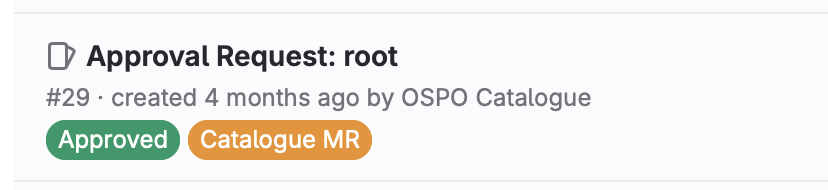 Approval Request: root
#29 · created 4 months ago by OSPO Catalogue
Approved Catalogue MR